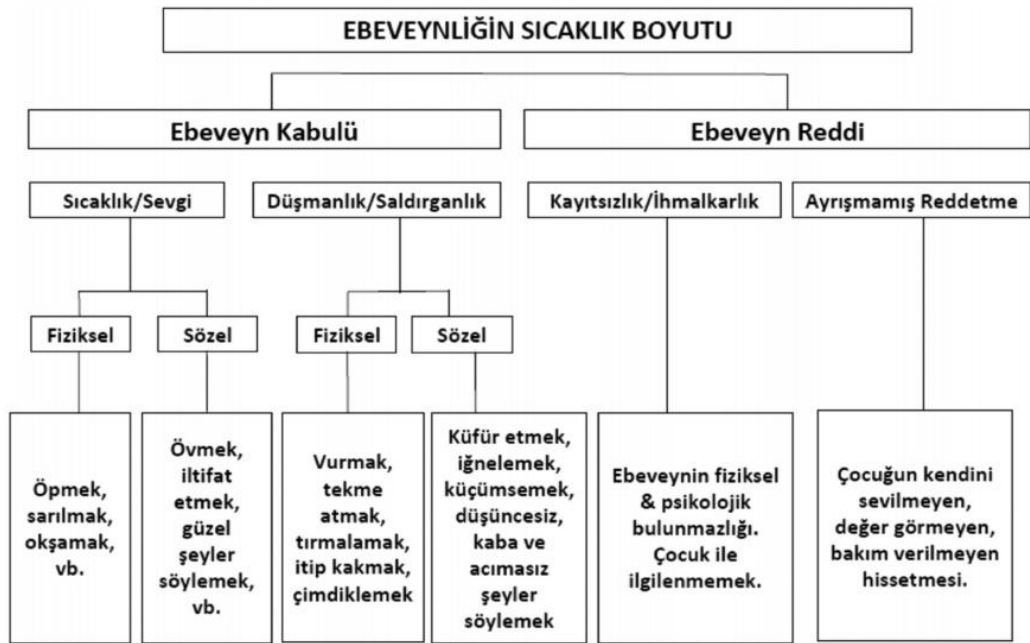 EBEVEYNLİĞİN SICAKLIK BOYUTU
Ebeveyn Kabulü
Ebeveyn Reddi
Sıcaklık/Sevgi
Düşmanlık/Saldırganlık
Kayıtsızlık/İhmalkarlık
Ayrışmamış Reddetme
Fiziksel
Sözel
Fiziksel
Sözel
Öpmek,
sarılmak,
okşamak,
vb.
Övmek,
iltifat
etmek,
güzel
şeyler
söylemek,
vb.
Vurmak,
tekme
atmak,
tırmalamak,
itip kakmak,
çimdiklemek
Küfür etmek,
iğnelemek,
küçümsemek,
düşüncesiz,
kaba ve
acımasız
şeyler
söylemek
Ebeveynin fiziksel
& psikolojik
bulunmazlığı.
Çocuk ile
ilgilenmemek.
Çocuğun kendini
sevilmeyen,
değer görmeyen,
bakım verilmeyen
hissetmesi.